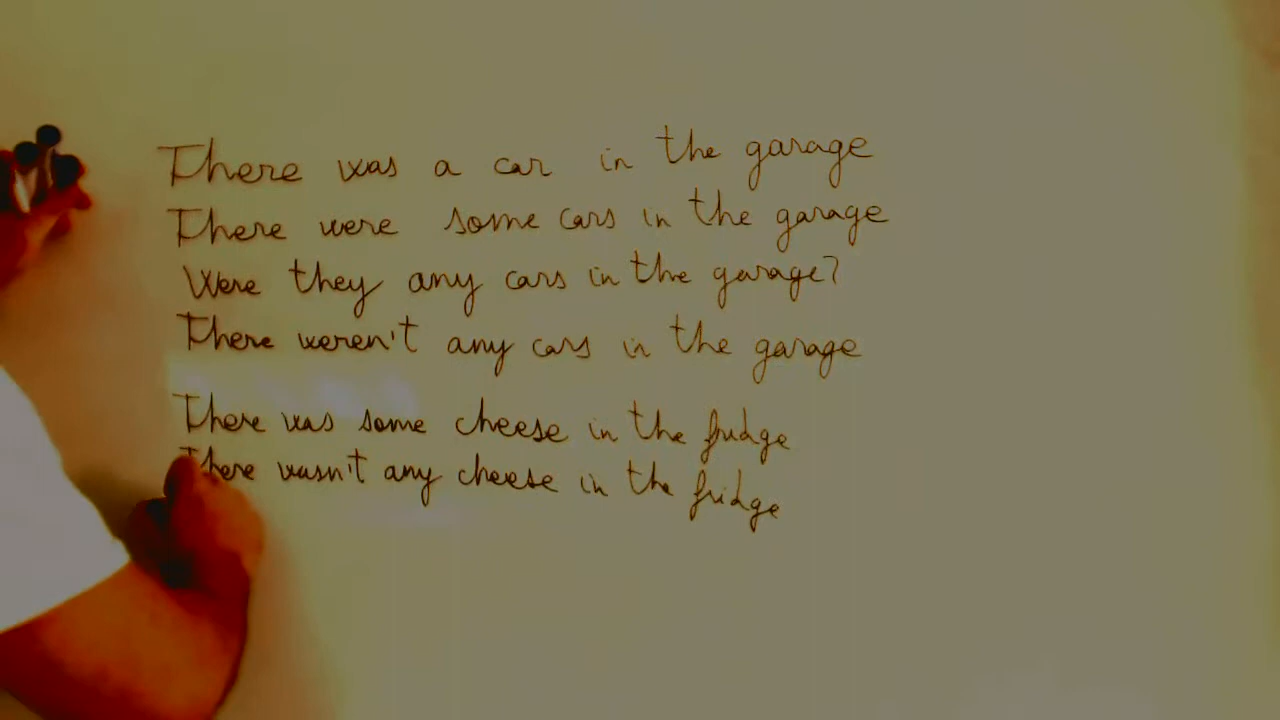 There was a car in the garage
There were some cars in the garage
Were they any cars in the garage?
There weren't any cars in the garage
There was some cheese in the fridge
There wasn't any cheese in the fridge